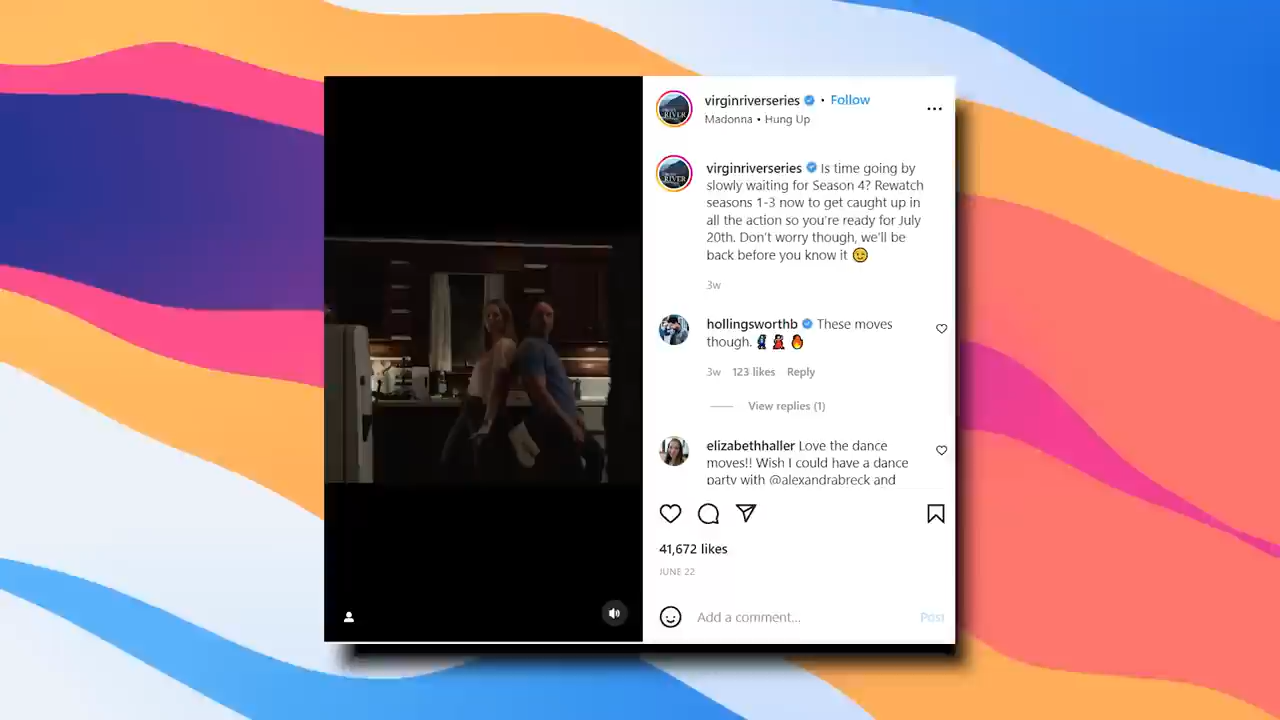 virginriverseries • Follow
Madonna • Hung Up
virginriverseries Is time going by
slowly waiting for Season 4? Rewatch
seasons 1-3 now to get caught up in
all the action so you're ready for July
20th. Don't worry though, we'll be
back before you know it 😉
3w
hollingsworthb These moves
though. 🕺 💃 🔥
3w 123 likes Reply
View replies (1)
elizabethhaller Love the dance
moves!! Wish I could have a dance
party with @alexandrabreck and
41,672 likes
JUNE 22
Add a comment... Post
RIVER
RIVER